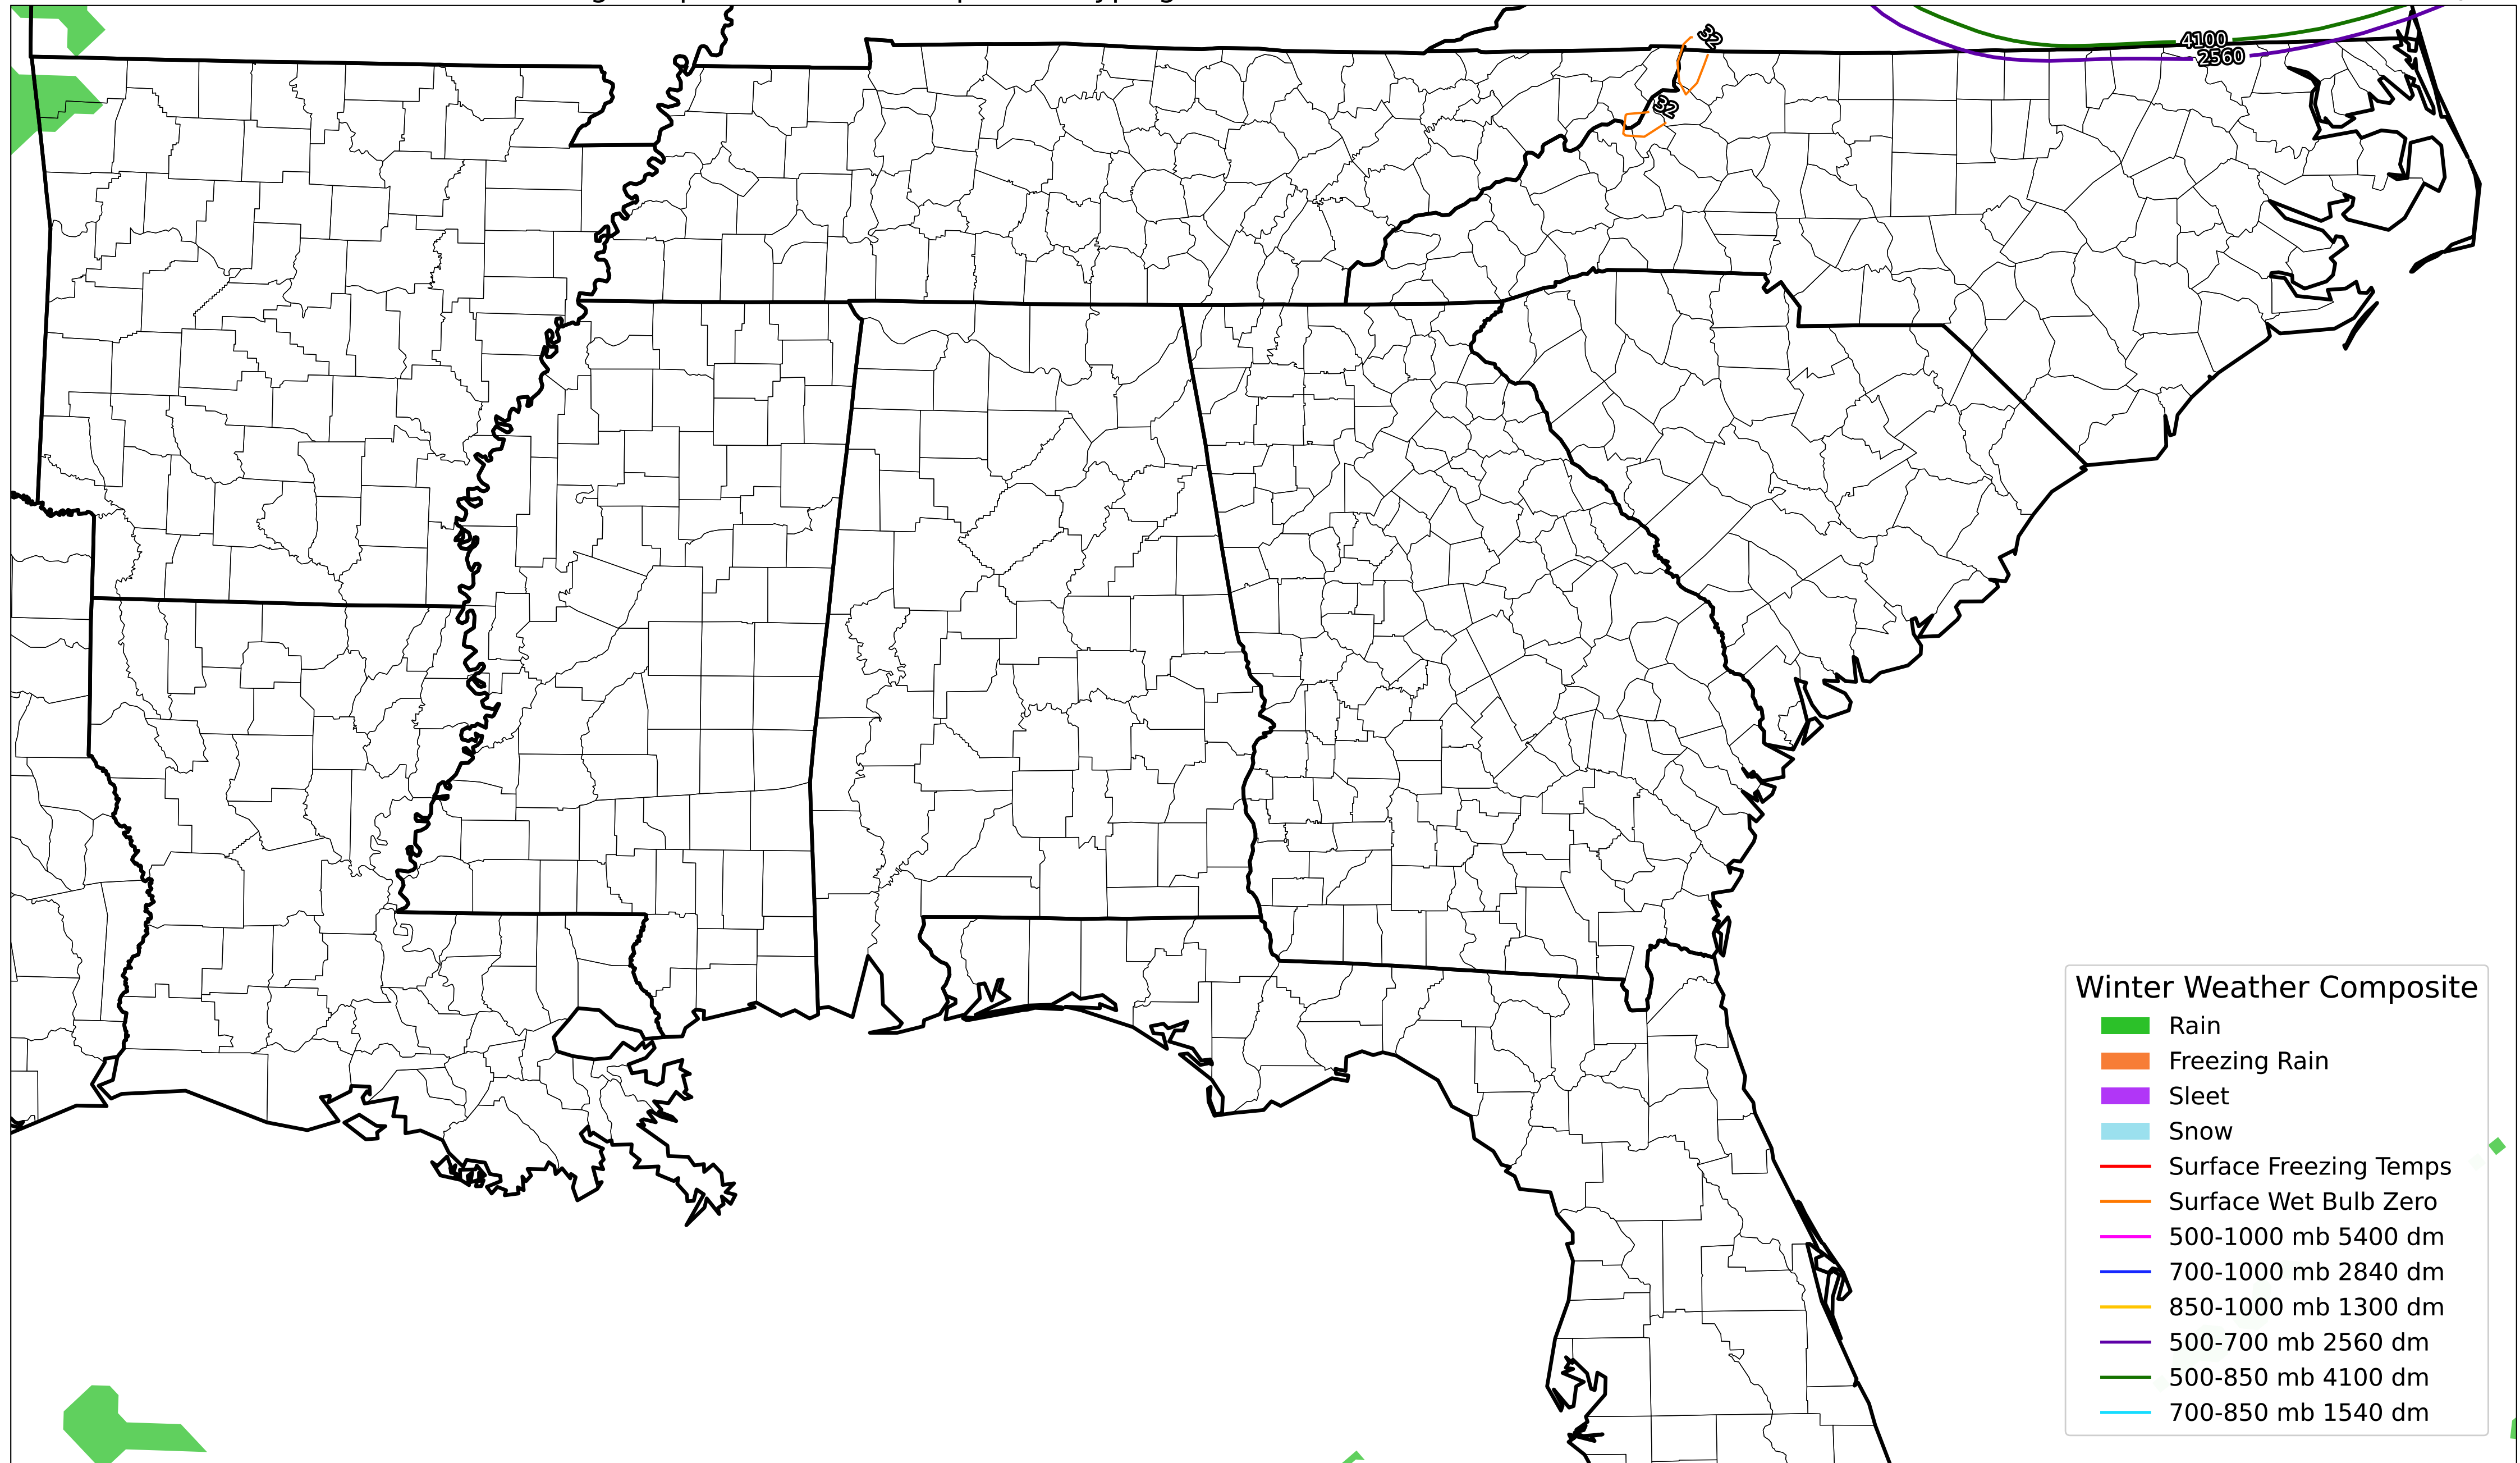 32
4100
2560
32
Winter Weather Composite
Rain
Freezing Rain
Sleet
Snow
Surface Freezing Temps
Surface Wet Bulb Zero
500-1000 mb 5400 dm
700-1000 mb 2840 dm
850-1000 mb 1300 dm
500-700 mb 2560 dm
500-850 mb 4100 dm
700-850 mb 1540 dm